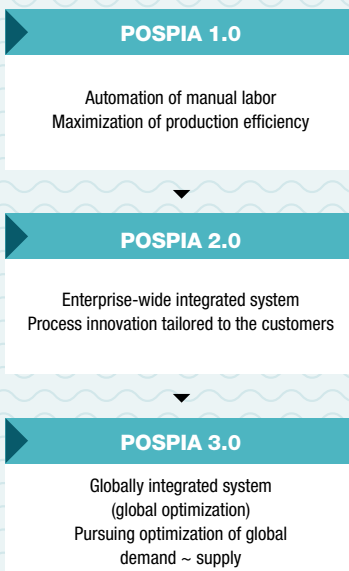 POSPIA 1.0
Automation of manual labor
Maximization of production efficiency
POSPIA 2.0
Enterprise-wide integrated system
Process innovation tailored to the customers
POSPIA 3.0
Globally integrated system
(global optimization)
Pursuing optimization of global
demand ~ supply